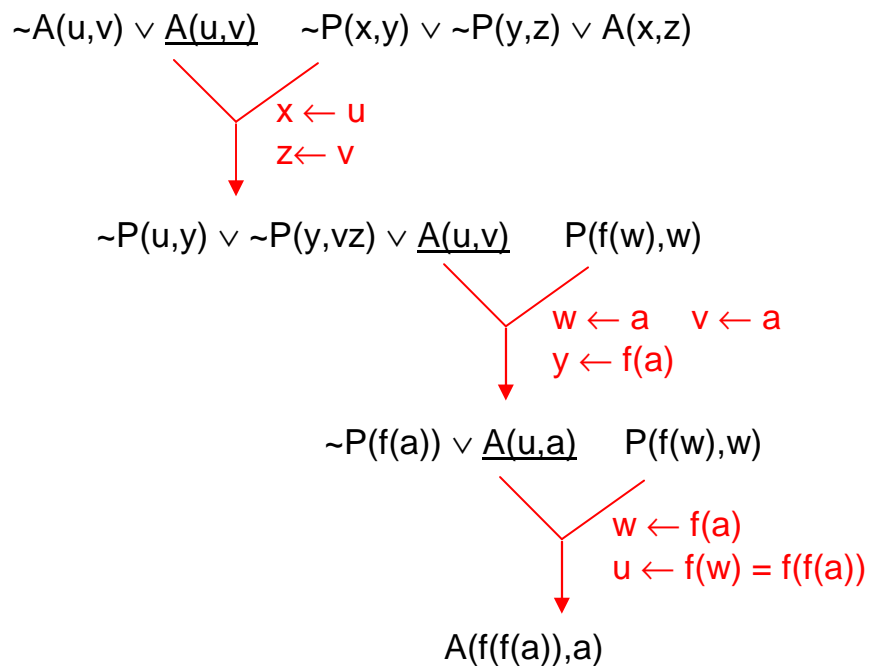 ~A(u,v) ∨ A(u,v) ~P(x,y) ∨ ~P(y,z) ∨ A(x,z)
x ← u
z← v
~P(u,y) ∨ ~P(y,vz) ∨ A(u,v) P(f(w),w)
w ← a v ← a
y ← f(a)
~P(f(a)) ∨ A(u,a) P(f(w),w)
w ← f(a)
u ← f(w) = f(f(a))
A(f(f(a)),a)